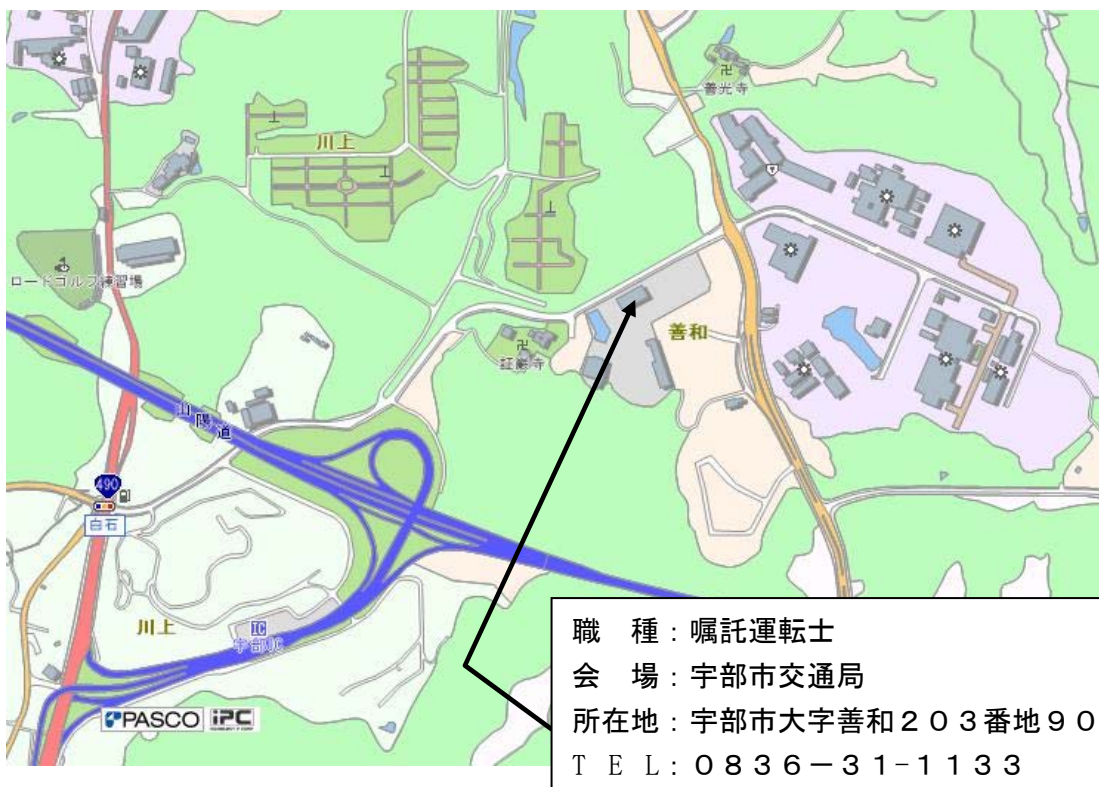 善光寺
川上
ロードゴルフ練習場
善和
証巌寺
山陽道
490
白石
川上
IC
宇部IC
PASCO iPC
職　種：嘱託運転士
会　場：宇部市交通局
所在地：宇部市大字善和２０３番地９０
ＴＥＬ：０８３６－３１-１１３３